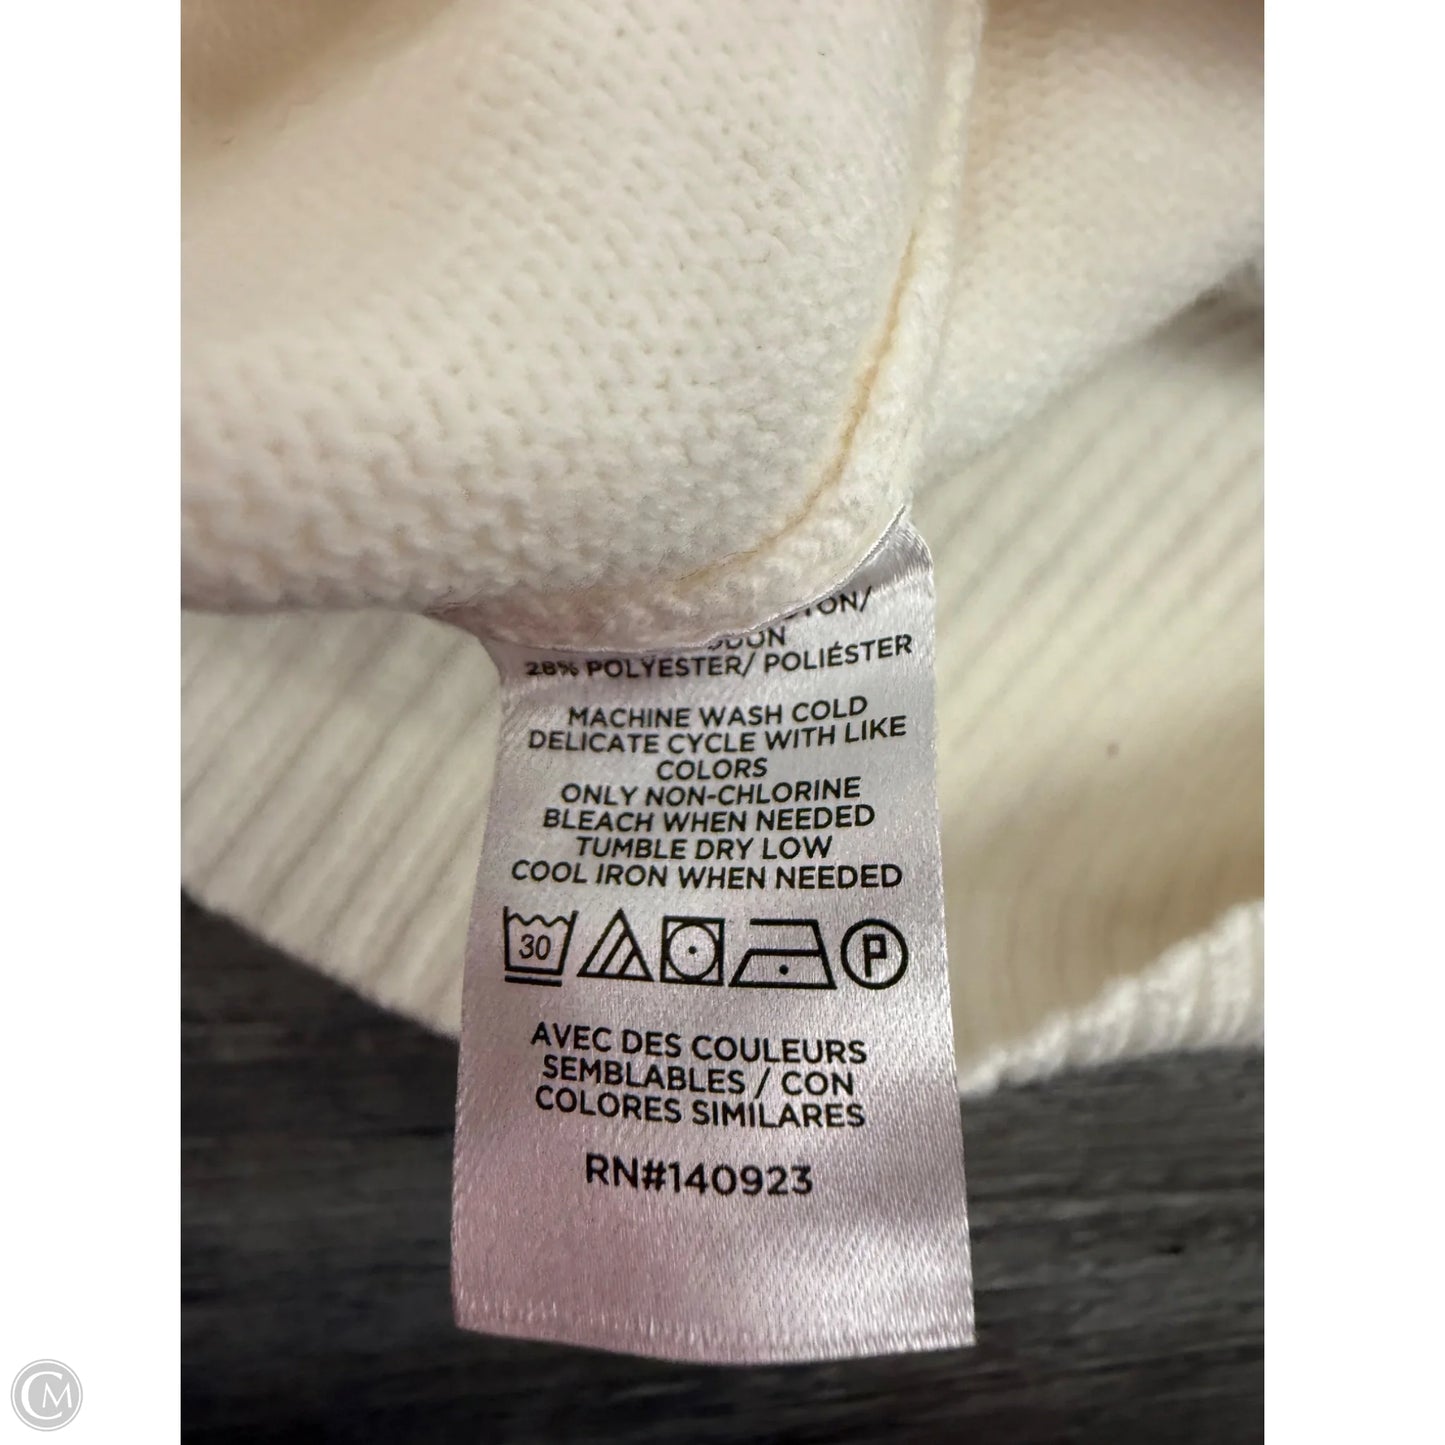 28% POLYESTER/ POLIÉSTER
MACHINE WASH COLD
DELICATE CYCLE WITH LIKE
COLORS
ONLY NON-CHLORINE
BLEACH WHEN NEEDED
TUMBLE DRY LOW
COOL IRON WHEN NEEDED
30 P
AVEC DES COULEURS
SEMBLABLES / CON
COLORES SIMILARES
RN#140923
CM